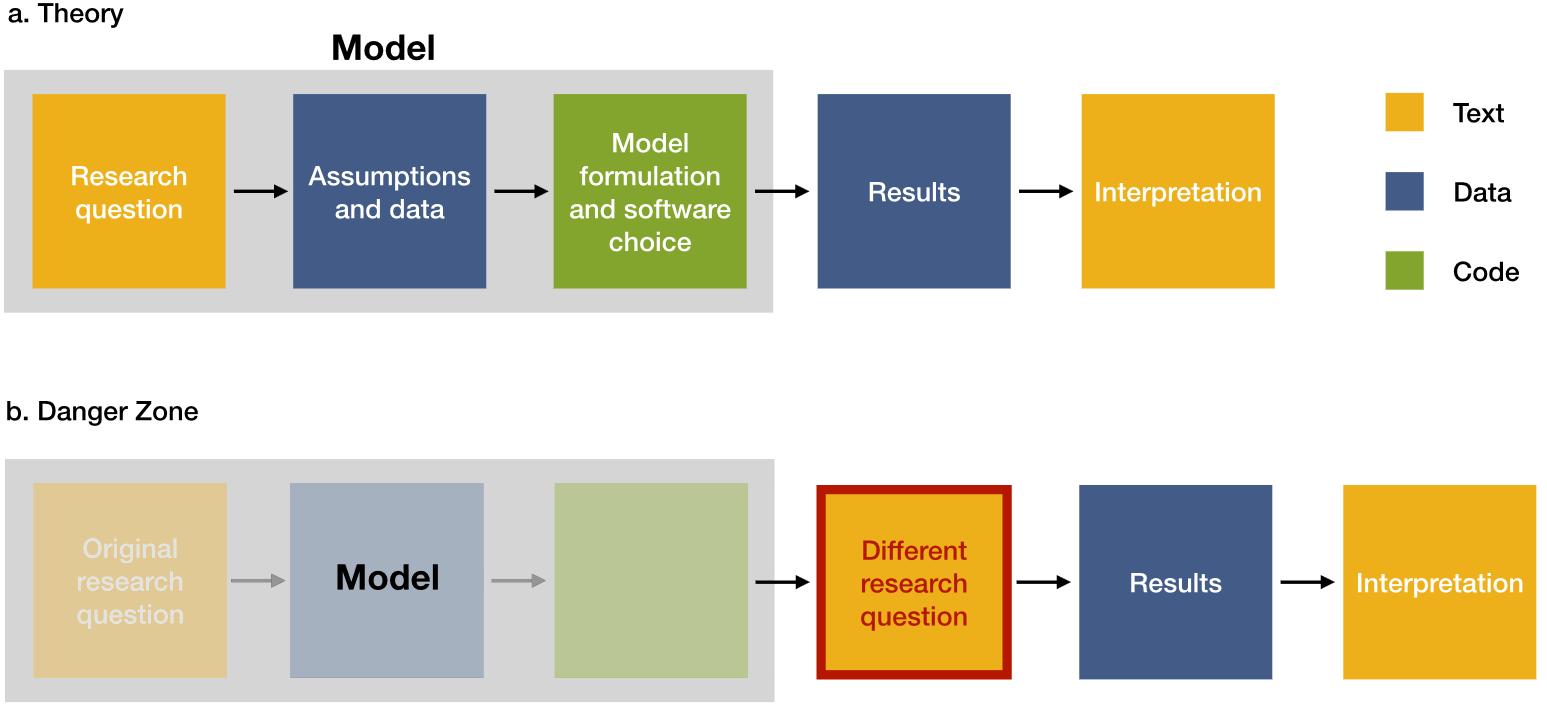 a. Theory
Model
Research
question
Assumptions
and data
Model
formulation
and software
choice
Results
Interpretation
Text
Data
Code
b. Danger Zone
Original
research
question
Model
Different
research
question
Results
Interpretation